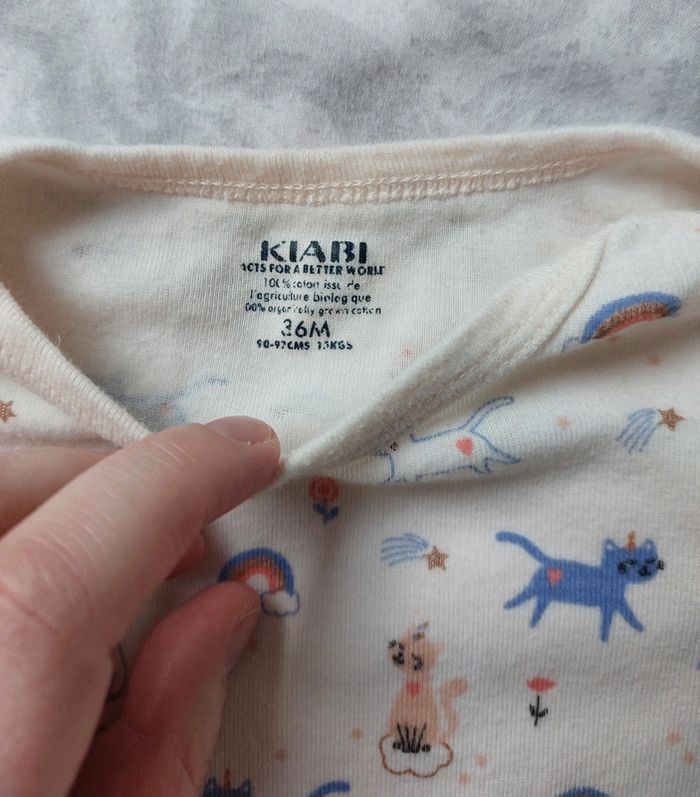 KIABI
ACTS FOR A BETTER WORLD
100% coton issu de
l'agriculture biologique
100% organically grown cotton
36M
90-97CMS 13KGS